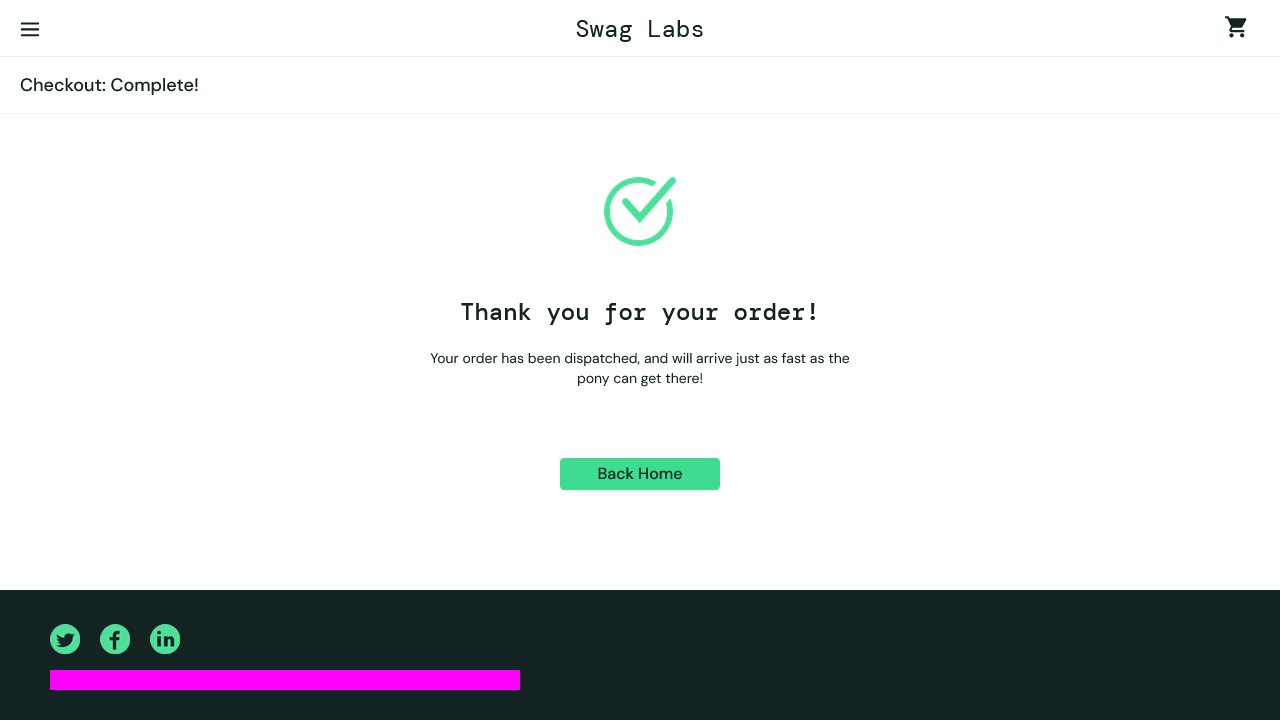 Swag Labs
Checkout: Complete!
Thank you for your order!
Your order has been dispatched, and will arrive just as fast as the
pony can get there!
Back Home